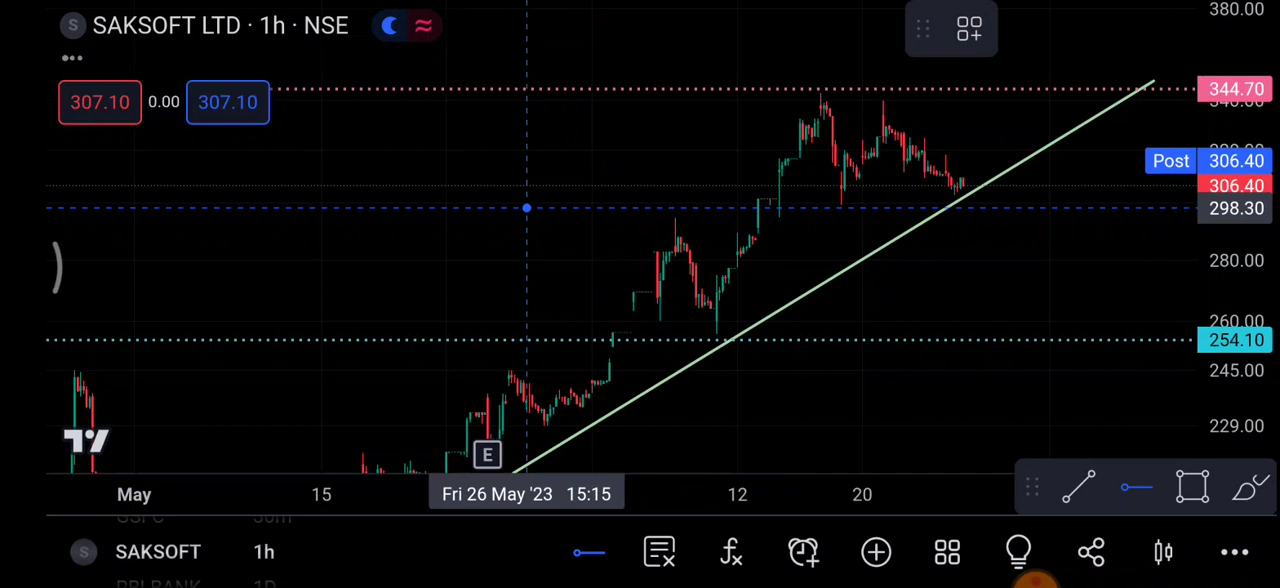 S SAKSOFT LTD · 1h · NSE
380.00
307.10 0.00 307.10
344.70
Post 306.40
306.40
298.30
280.00
260.00
254.10
245.00
229.00
E
May 15 Fri 26 May '23 15:15 12 20
S SAKSOFT 1h
RBLBANK 1D